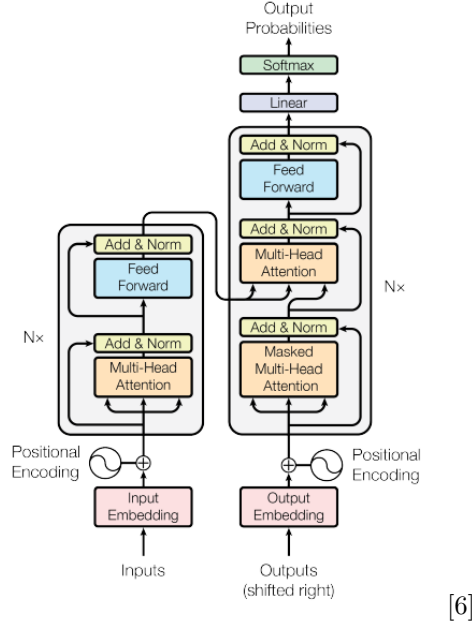 Output
Probabilities
Softmax
Linear
Add & Norm
Feed
Forward
Add & Norm
Multi-Head
Attention
Add & Norm
Masked
Multi-Head
Attention
Nx
Add & Norm
Feed
Forward
Add & Norm
Multi-Head
Attention
Nx
Positional
Encoding
Positional
Encoding
Input
Embedding
Output
Embedding
Inputs
Outputs
(shifted right)
[6]